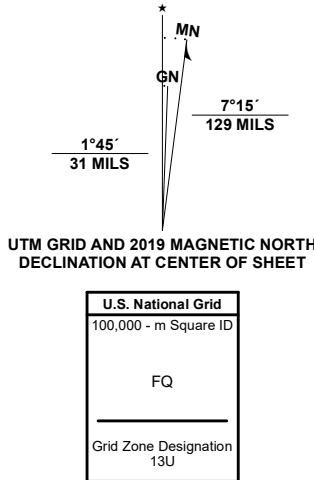 ★
MN
GN
7°15´
129 MILS
1°45´
31 MILS
UTM GRID AND 2019 MAGNETIC NORTH
DECLINATION AT CENTER OF SHEET
U.S. National Grid
100,000 - m Square ID
FQ
Grid Zone Designation
13U